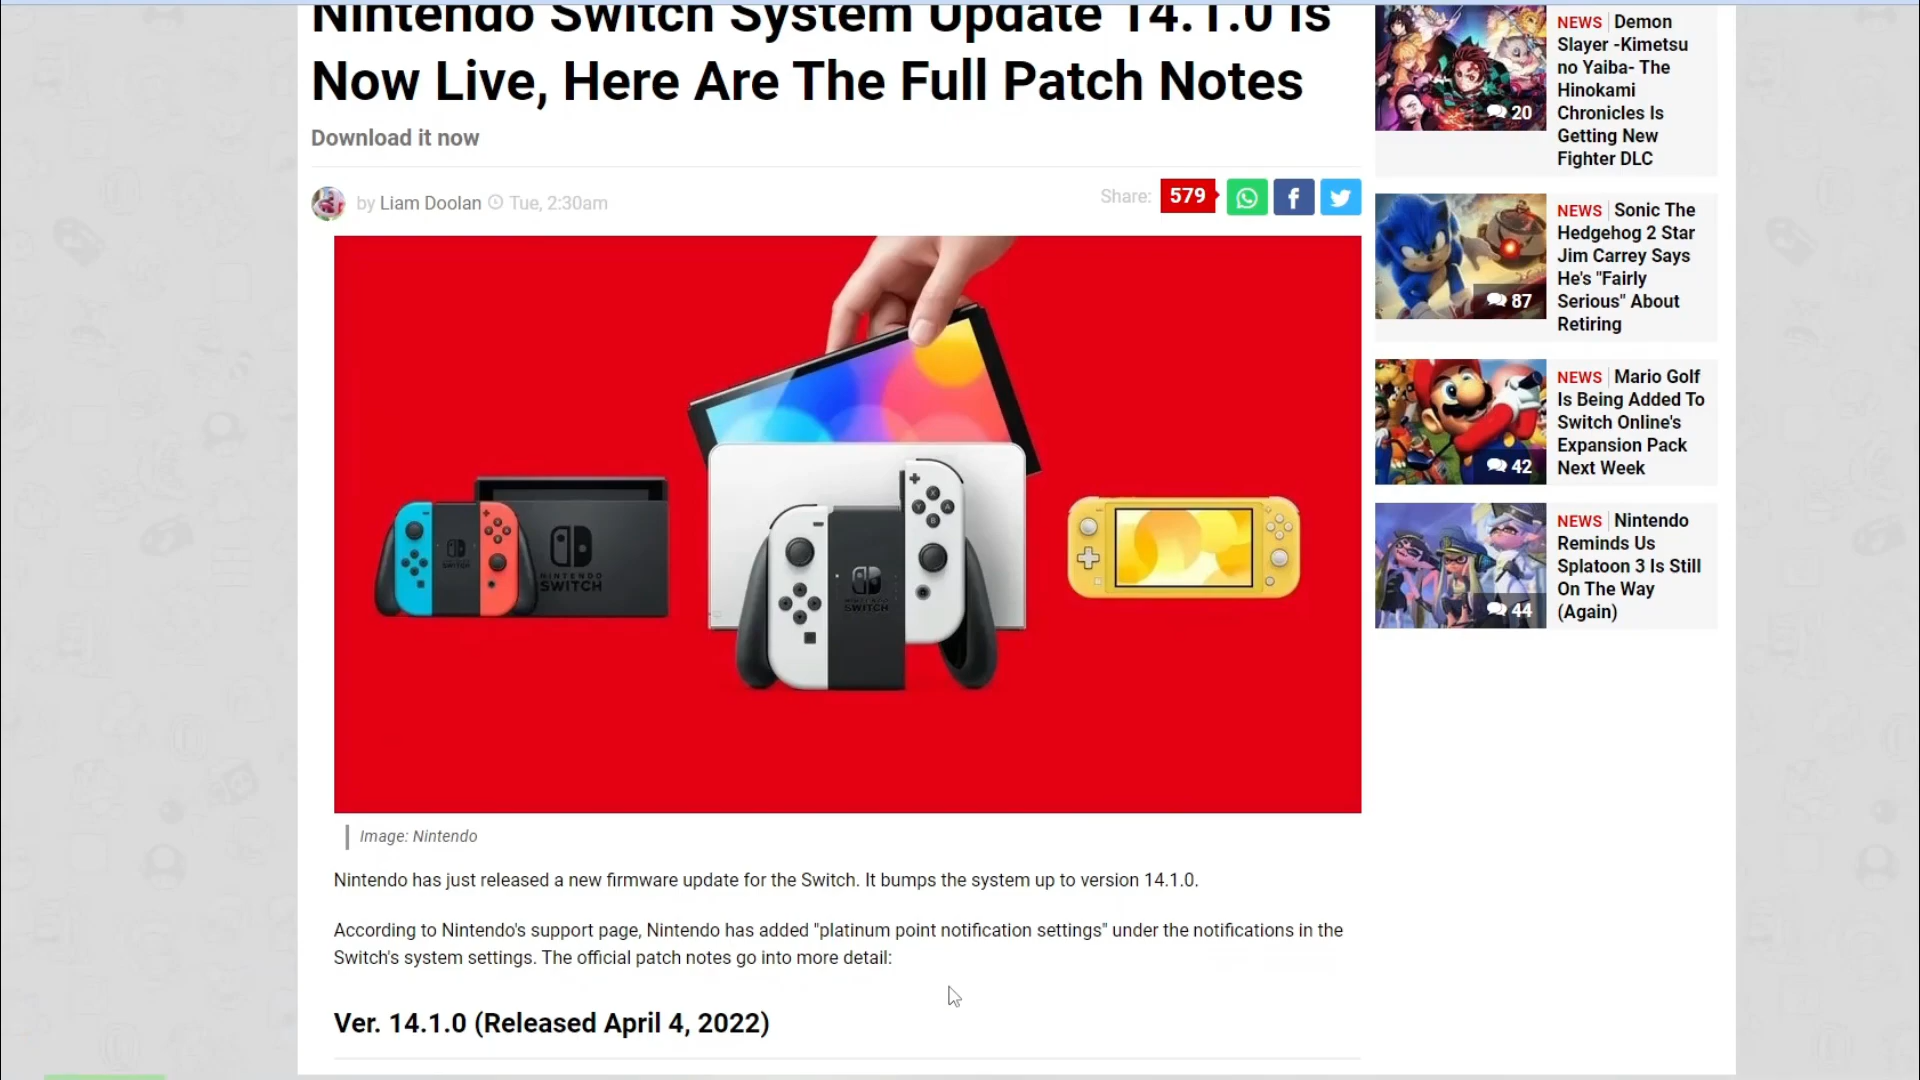 Nintendo Switch System Update 14.1.0 Is
Now Live, Here Are The Full Patch Notes
Download it now
by Liam Doolan Tue, 2:30am
Share: 579
NINTENDO
SWITCH
NINTENDO
SWITCH
Image: Nintendo
Nintendo has just released a new firmware update for the Switch. It bumps the system up to version 14.1.0.
According to Nintendo's support page, Nintendo has added "platinum point notification settings" under the notifications in the
Switch's system settings. The official patch notes go into more detail:
Ver. 14.1.0 (Released April 4, 2022)
NEWS Demon
Slayer -Kimetsu
no Yaiba- The
Hinokami
Chronicles Is
Getting New
Fighter DLC
20
NEWS Sonic The
Hedgehog 2 Star
Jim Carrey Says
He's "Fairly
Serious" About
Retiring
87
NEWS Mario Golf
Is Being Added To
Switch Online's
Expansion Pack
Next Week
42
NEWS Nintendo
Reminds Us
Splatoon 3 Is Still
On The Way
(Again)
44